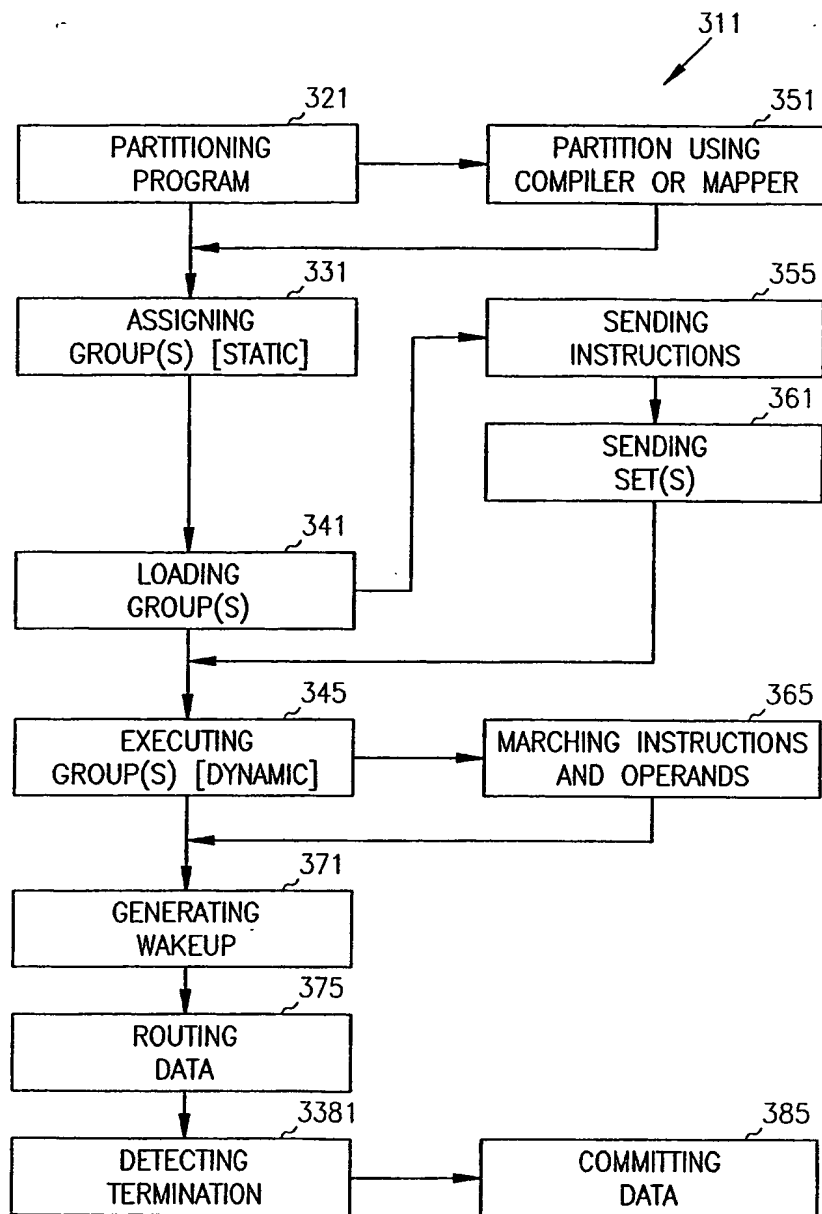 311
321
PARTITIONING
PROGRAM
351
PARTITION USING
COMPILER OR MAPPER
331
ASSIGNING
GROUP(S) [STATIC]
355
SENDING
INSTRUCTIONS
361
SENDING
SET(S)
341
LOADING
GROUP(S)
345
EXECUTING
GROUP(S) [DYNAMIC]
365
MARCHING INSTRUCTIONS
AND OPERANDS
371
GENERATING
WAKEUP
375
ROUTING
DATA
3381
DETECTING
TERMINATION
385
COMMITTING
DATA